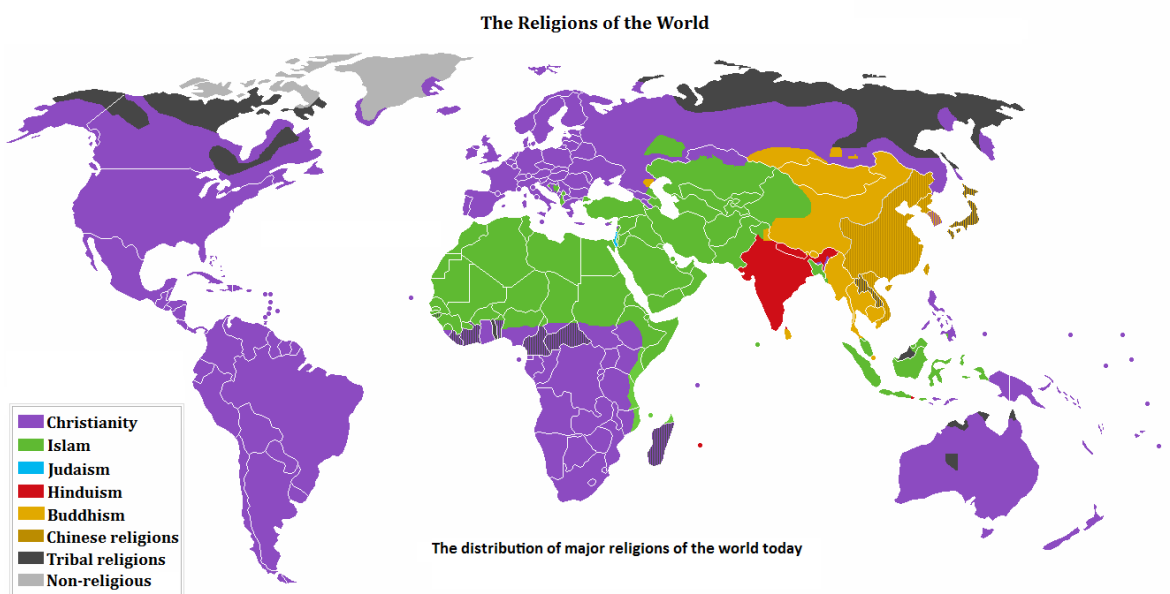 The Religions of the World
Christianity
Islam
Judaism
Hinduism
Buddhism
Chinese religions
Tribal religions
Non-religious
The distribution of major religions of the world today